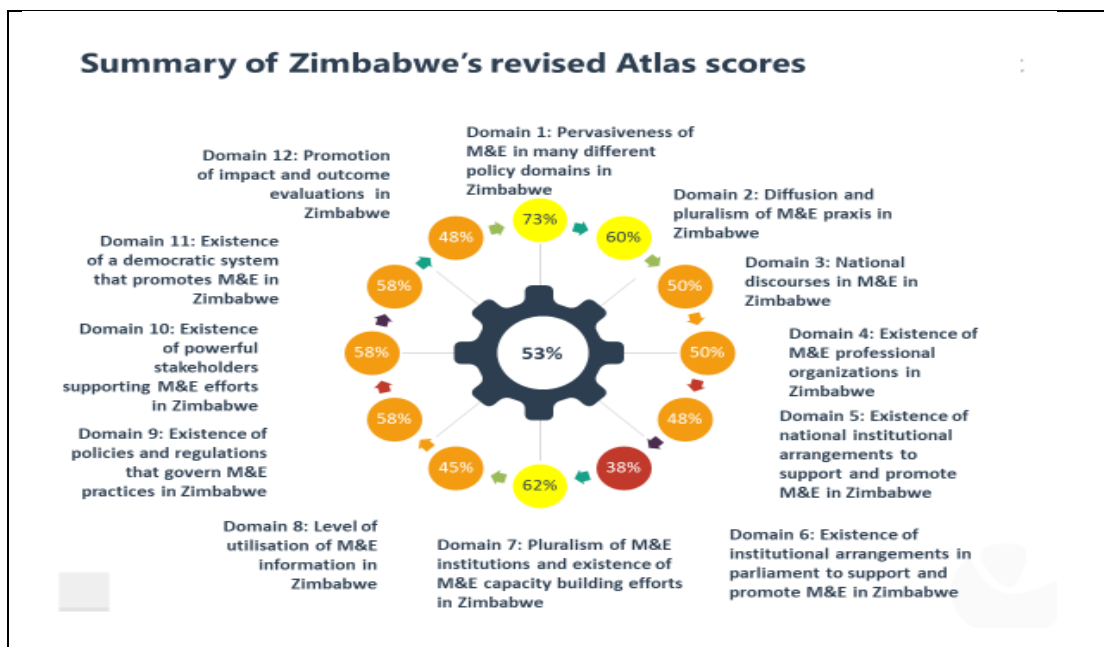 Summary of Zimbabwe's revised Atlas scores
Domain 1: Pervasiveness of
M&E in many different
policy domains in
Zimbabwe
73%
Domain 2: Diffusion and
pluralism of M&E praxis in
Zimbabwe
60%
Domain 3: National
discourses in M&E in
Zimbabwe
50%
Domain 4: Existence of
M&E professional
organizations in
Zimbabwe
50%
Domain 5: Existence of
national institutional
arrangements to
support and promote
M&E in Zimbabwe
48%
Domain 6: Existence of
institutional arrangements in
parliament to support and
promote M&E in Zimbabwe
38%
Domain 7: Pluralism of M&E
institutions and existence of
M&E capacity building efforts
in Zimbabwe
62%
Domain 8: Level of
utilisation of M&E
information in
Zimbabwe
45%
Domain 9: Existence of
policies and regulations
that govern M&E
practices in Zimbabwe
58%
Domain 10: Existence
of powerful
stakeholders
supporting M&E efforts
in Zimbabwe
58%
Domain 11: Existence
of a democratic system
that promotes M&E in
Zimbabwe
58%
Domain 12: Promotion
of impact and outcome
evaluations in
Zimbabwe
48%
53%